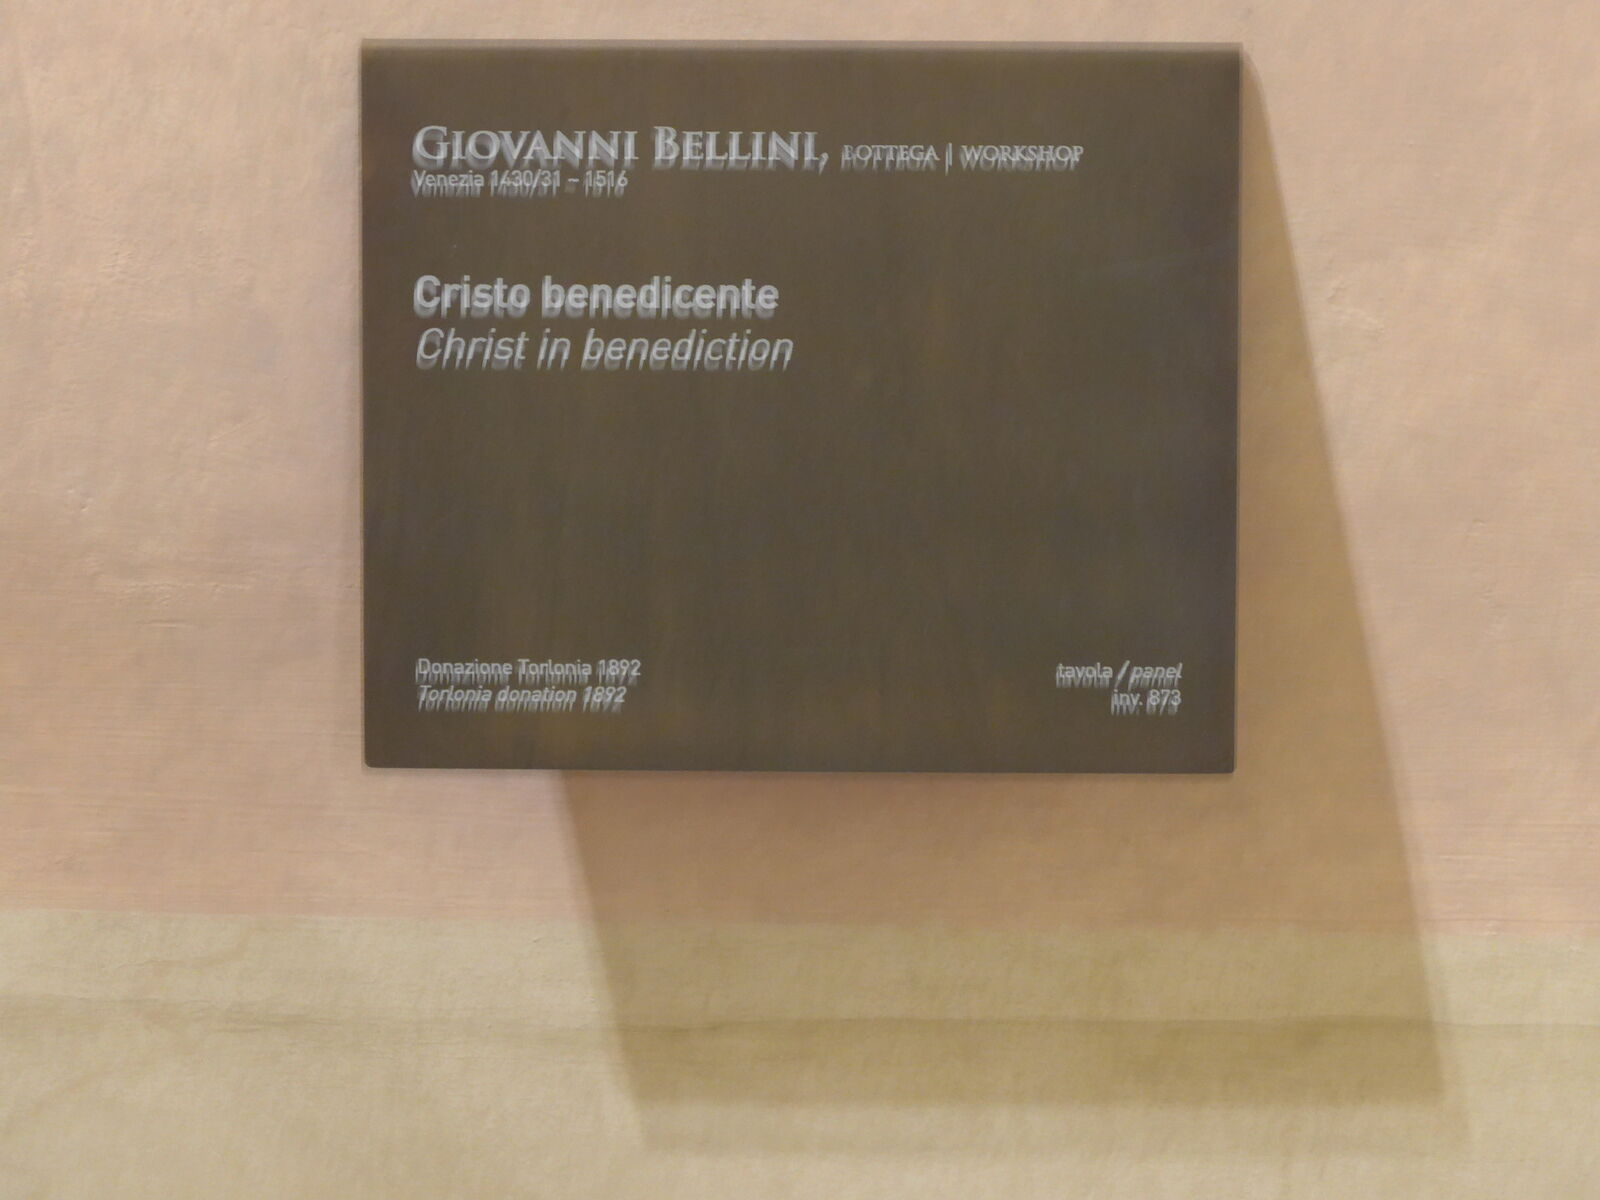 GIOVANNI BELLINI, BOTTEGA | WORKSHOP
Venezia 1430/31 – 1516
Cristo benedicente
Christ in benediction
Donazione Torlonia 1892
Torlonia donation 1892
tavola / panel
inv. 873